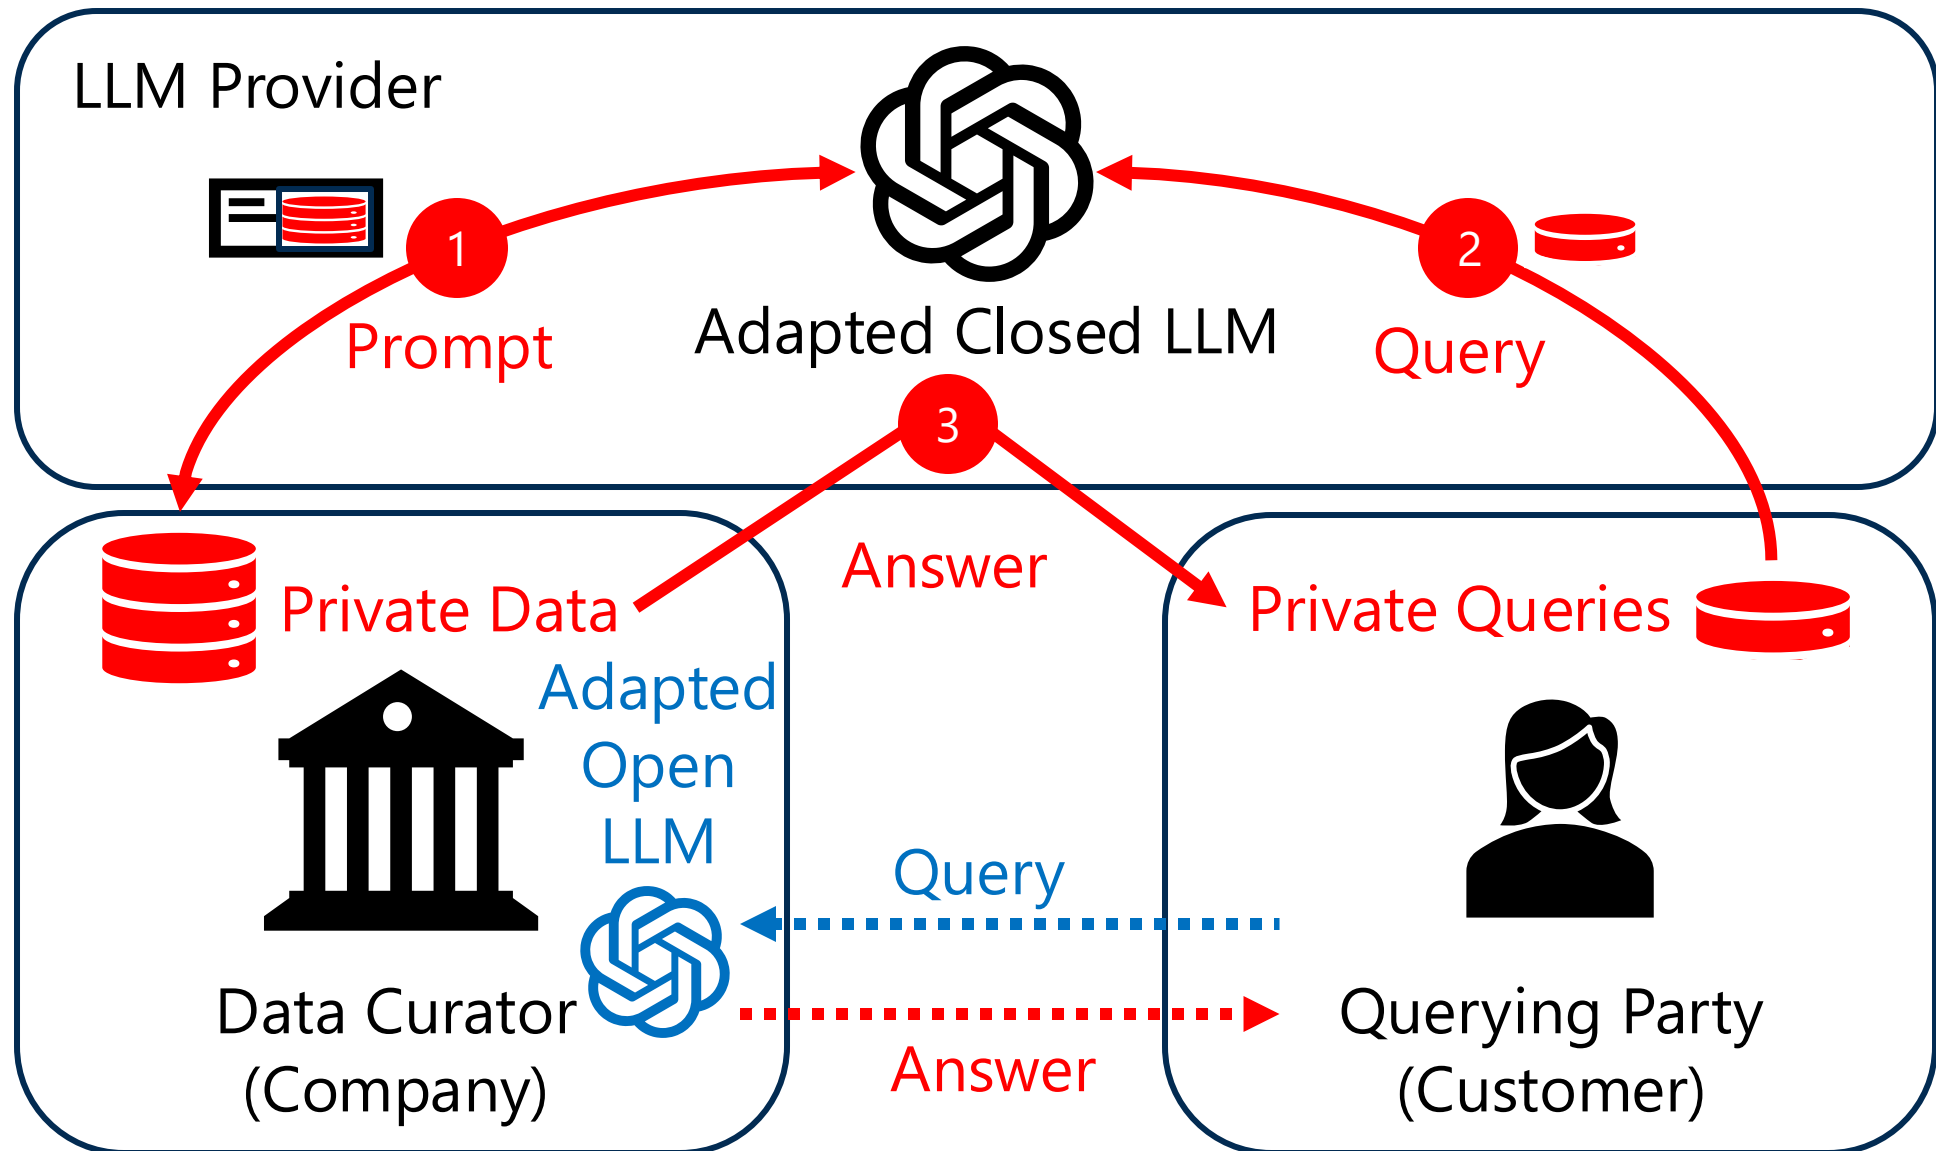 LLM Provider
1
2
Prompt
Adapted Closed LLM
Query
3
Answer
Private Data
Private Queries
Adapted
Open
LLM
Query
Data Curator
(Company)
Answer
Querying Party
(Customer)